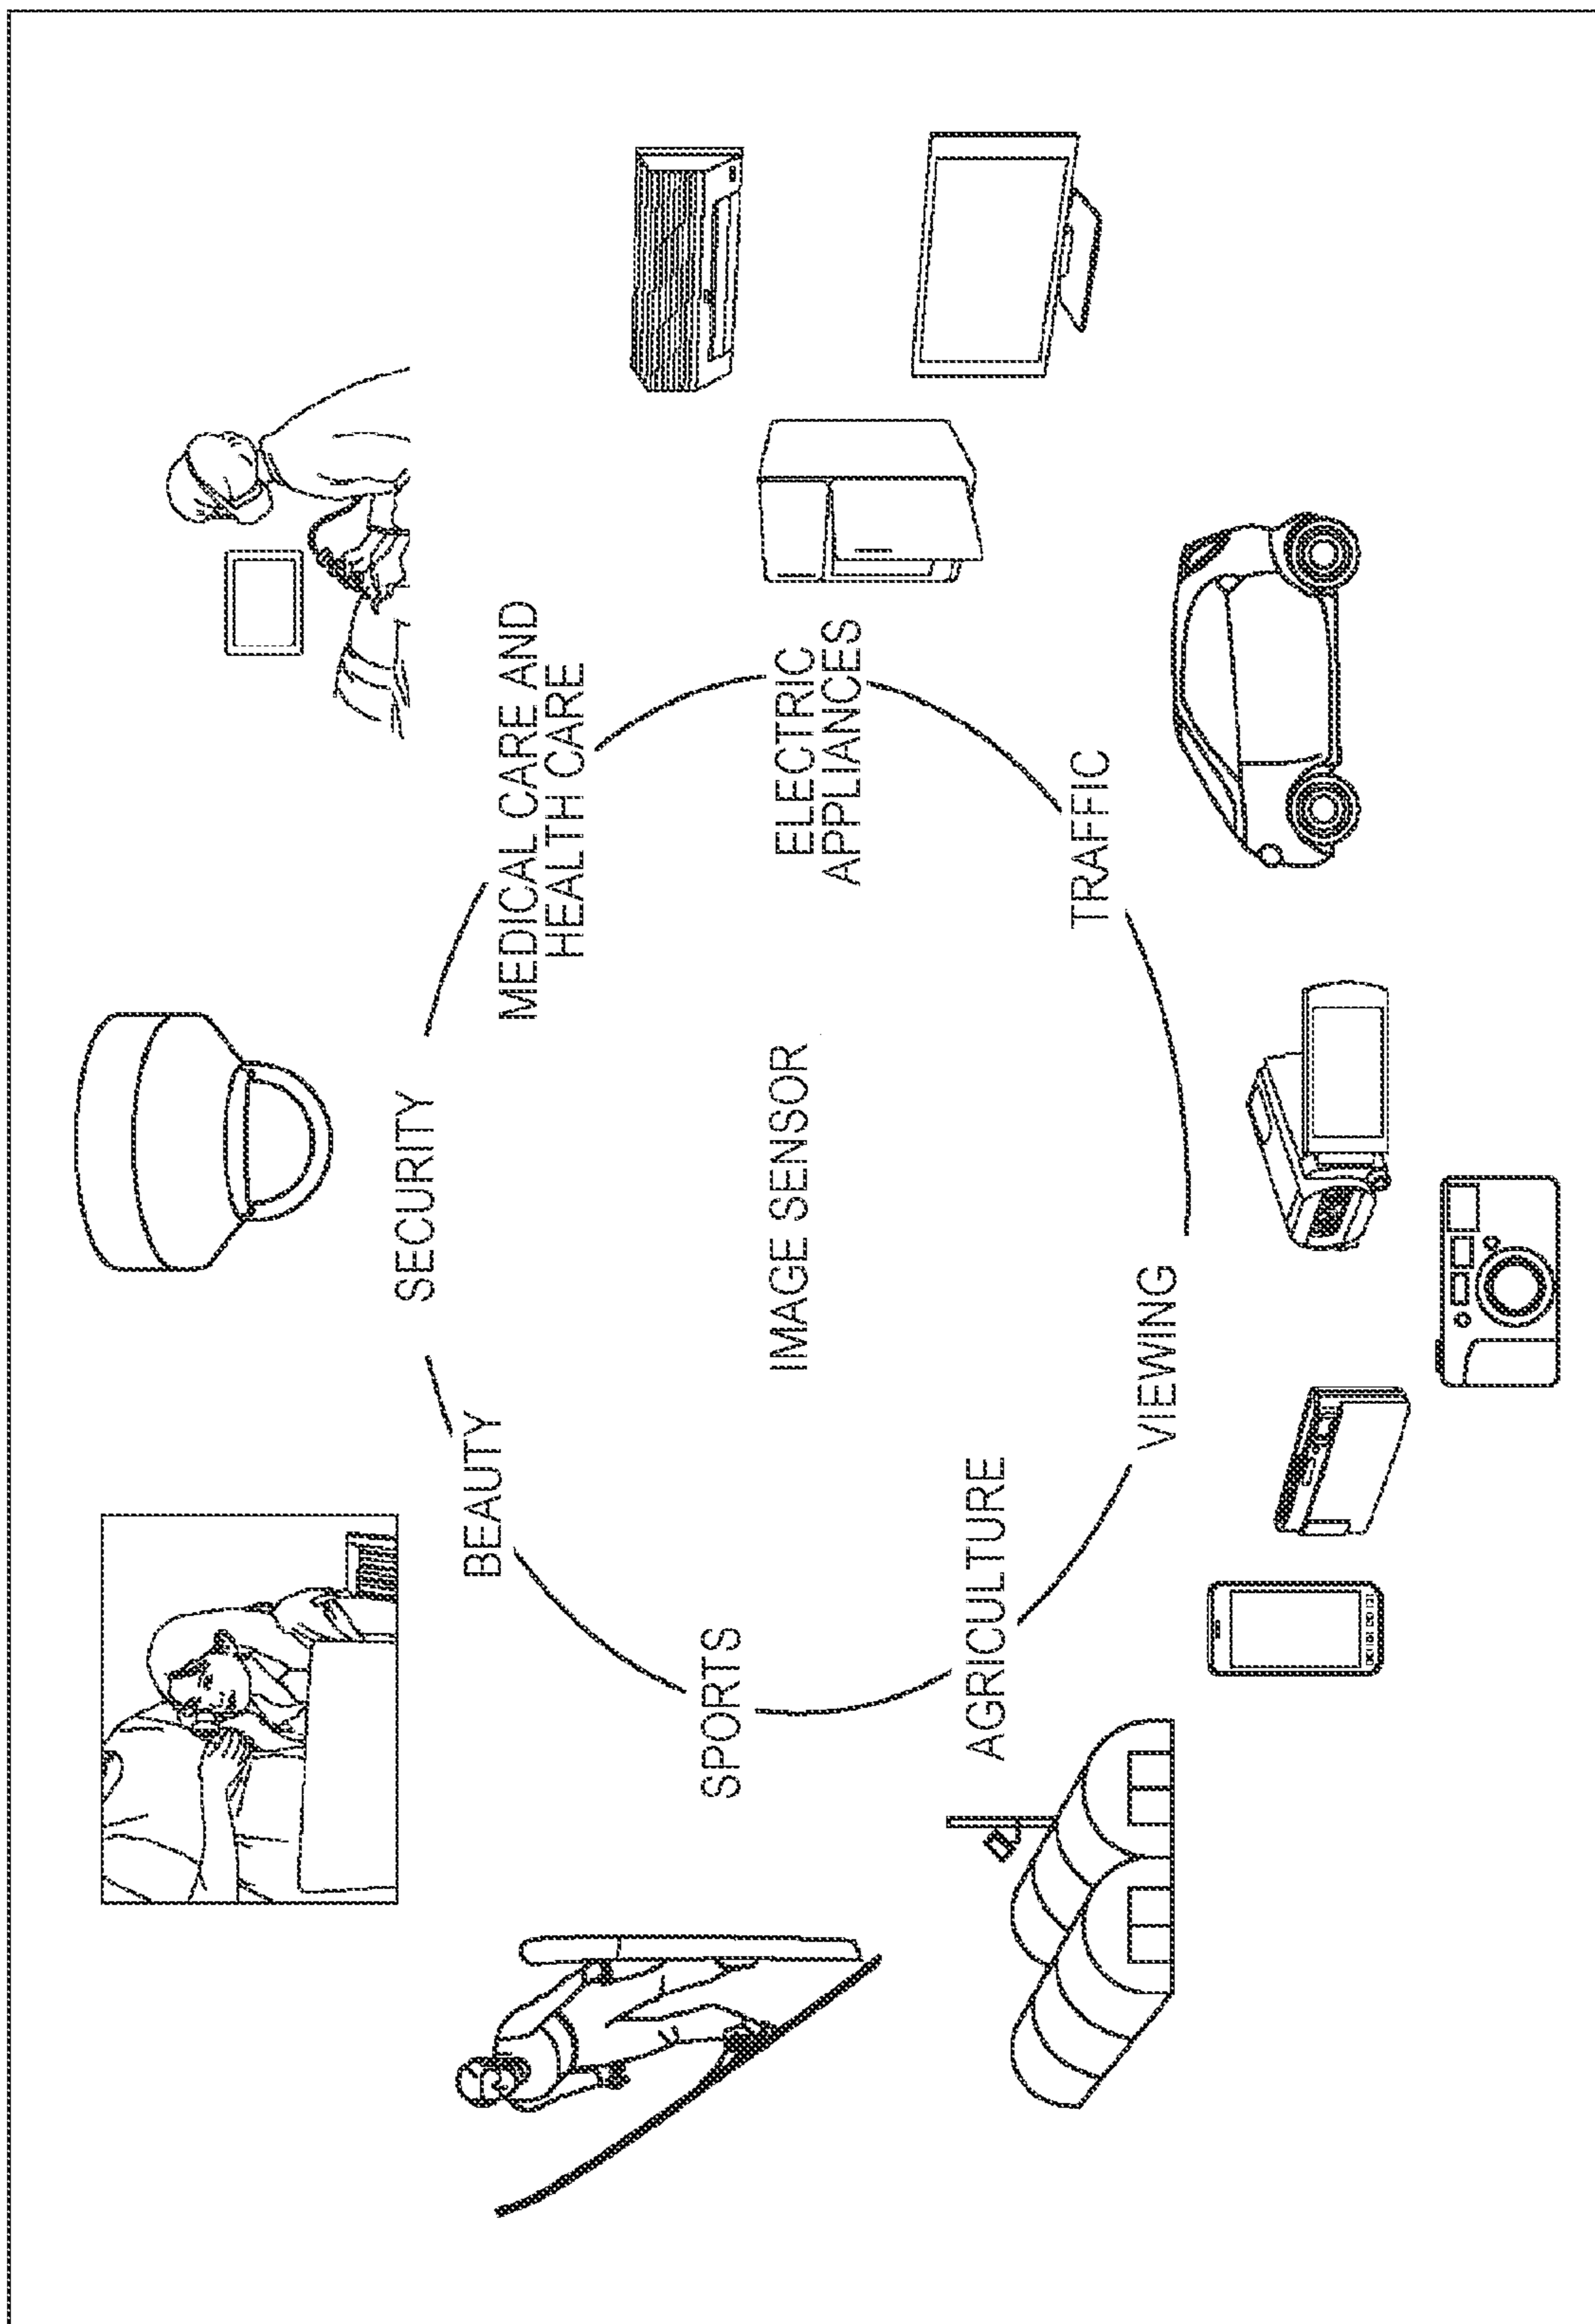 SECURITY
MEDICAL CARE AND
HEALTH CARE
ELECTRIC
APPLIANCES
TRAFFIC
VIEWING
AGRICULTURE
SPORTS
BEAUTY
IMAGE SENSOR